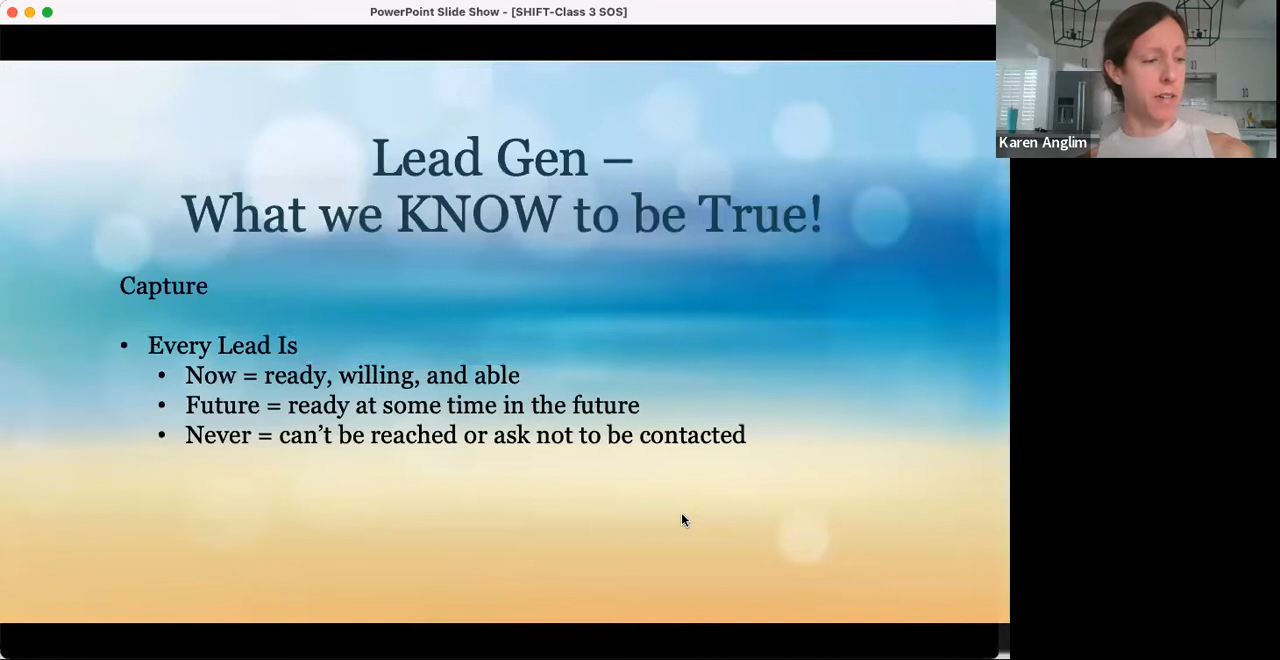 PowerPoint Slide Show - [SHIFT-Class 3 SOS]
Karen Anglim
Lead Gen –
What we KNOW to be True!
Capture
• Every Lead Is
• Now = ready, willing, and able
• Future = ready at some time in the future
• Never = can’t be reached or ask not to be contacted